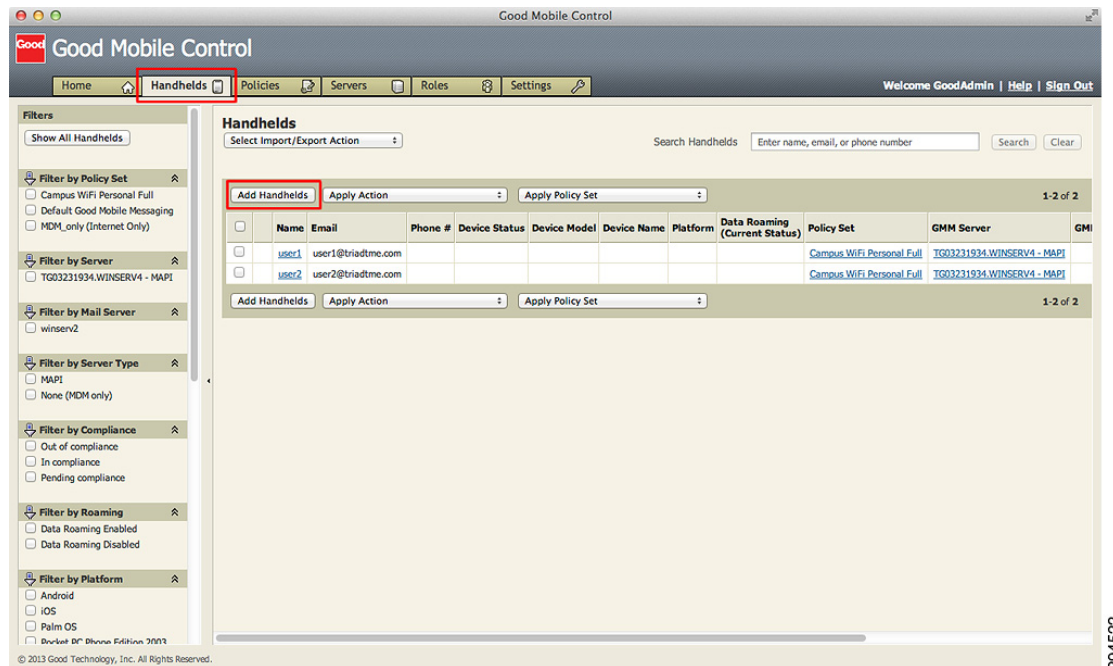 Good Mobile Control
Good Good Mobile Control
Home Handhelds Policies Servers Roles Settings Welcome GoodAdmin | Help | Sign Out
Filters
Show All Handhelds
Filter by Policy Set
Campus WiFi Personal Full
Default Good Mobile Messaging
MDM_only (Internet Only)
Filter by Server
TG03231934.WINSERV4 - MAPI
Filter by Mail Server
winserv2
Filter by Server Type
MAPI
None (MDM only)
Filter by Compliance
Out of compliance
In compliance
Pending compliance
Filter by Roaming
Data Roaming Enabled
Data Roaming Disabled
Filter by Platform
Android
iOS
Palm OS
Pocket PC Phone Edition 2003
Handhelds
Select Import/Export Action Search Handhelds Enter name, email, or phone number Search Clear
Add Handhelds Apply Action Apply Policy Set 1-2 of 2
Name Email Phone # Device Status Device Model Device Name Platform Data Roaming (Current Status) Policy Set GMM Server GMI
user1 user1@triadtme.com Campus WiFi Personal Full TG03231934.WINSERV4 - MAPI
user2 user2@triadtme.com Campus WiFi Personal Full TG03231934.WINSERV4 - MAPI
Add Handhelds Apply Action Apply Policy Set 1-2 of 2
© 2013 Good Technology, Inc. All Rights Reserved.